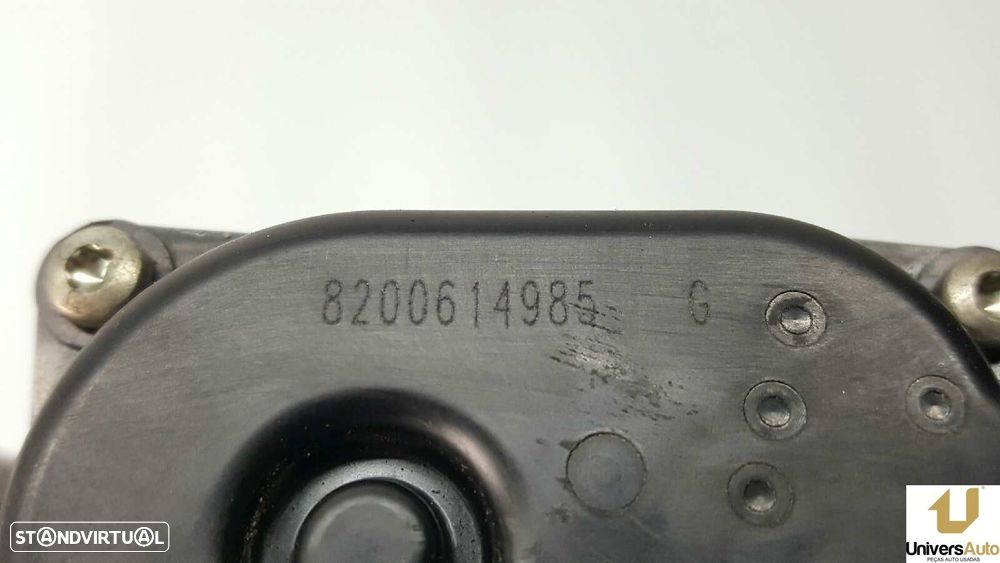 8200614985 G
STANDVIRTUAL
UniversAuto
PEÇAS AUTO USADAS